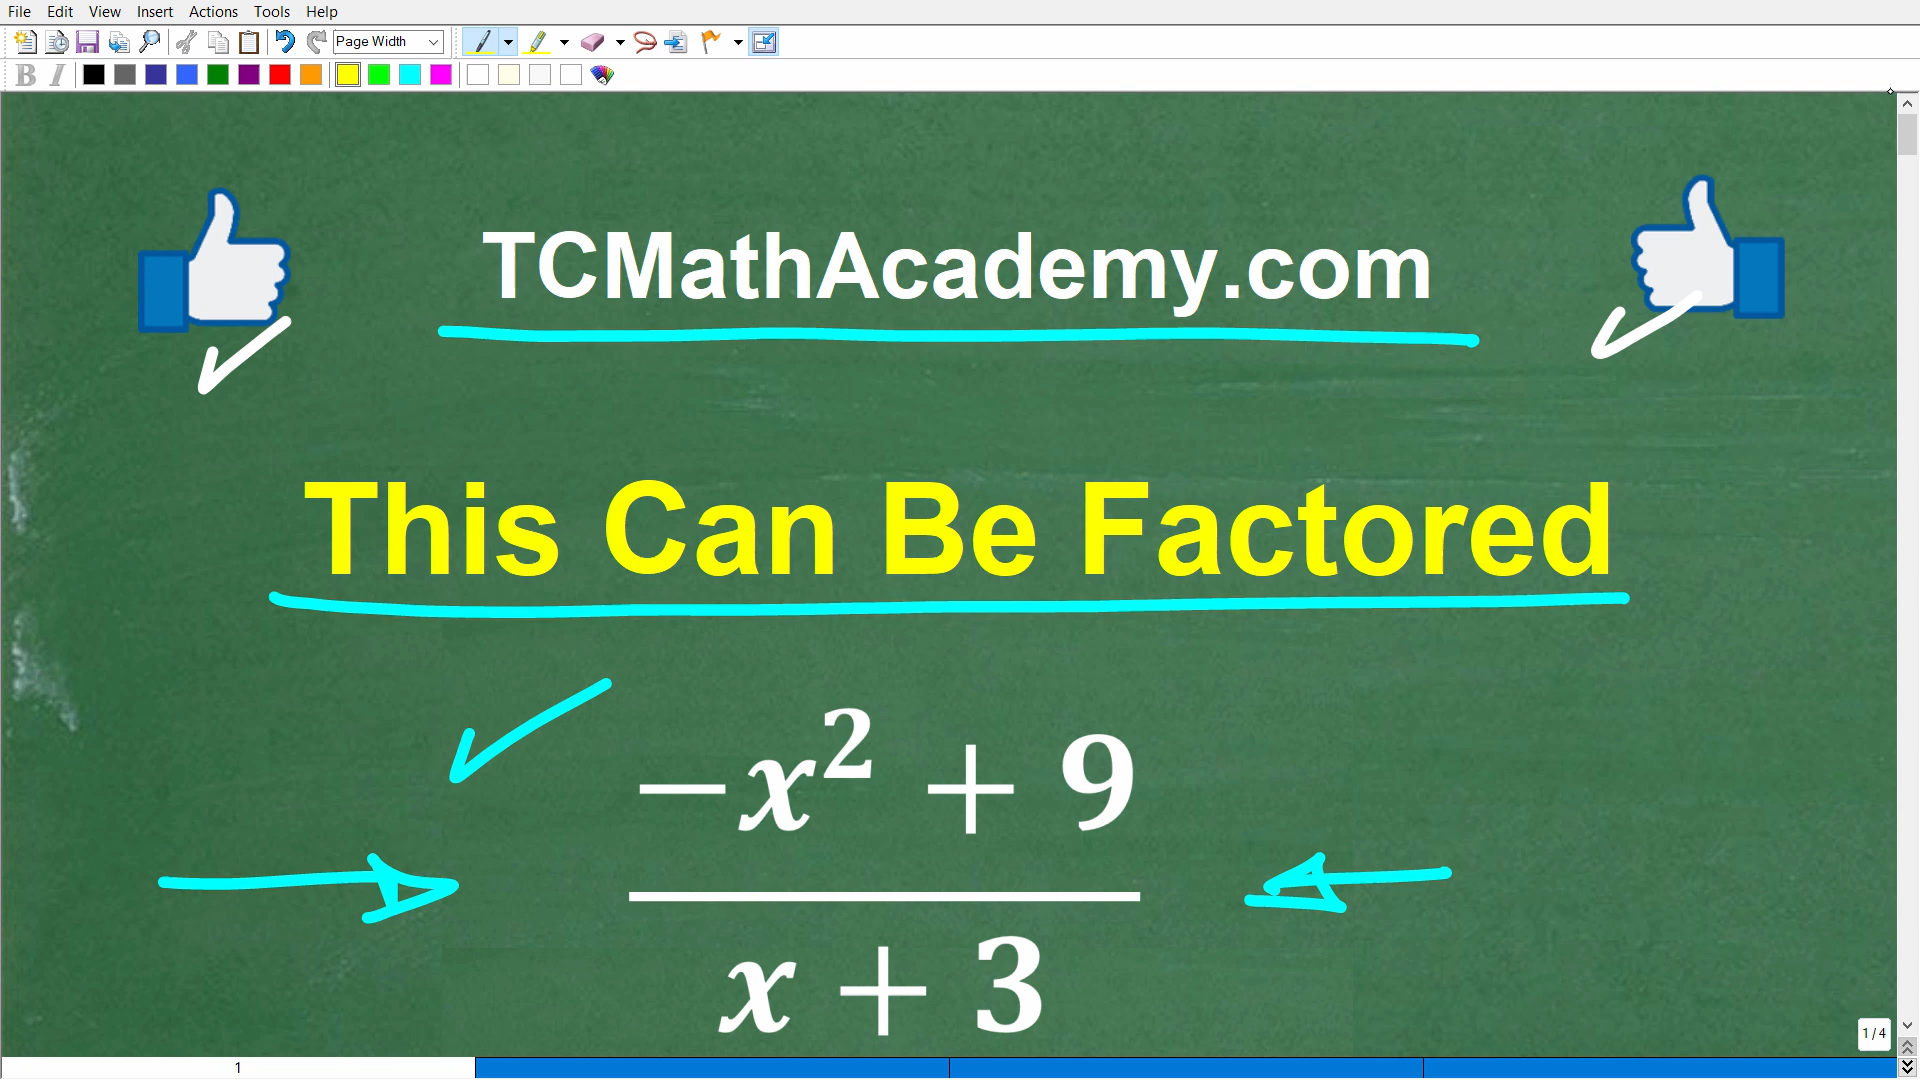 File Edit View Insert Actions Tools Help
Page Width
B I
TCMathAcademy.com
This Can Be Factored
−x² + 9
x + 3
1 / 4
1